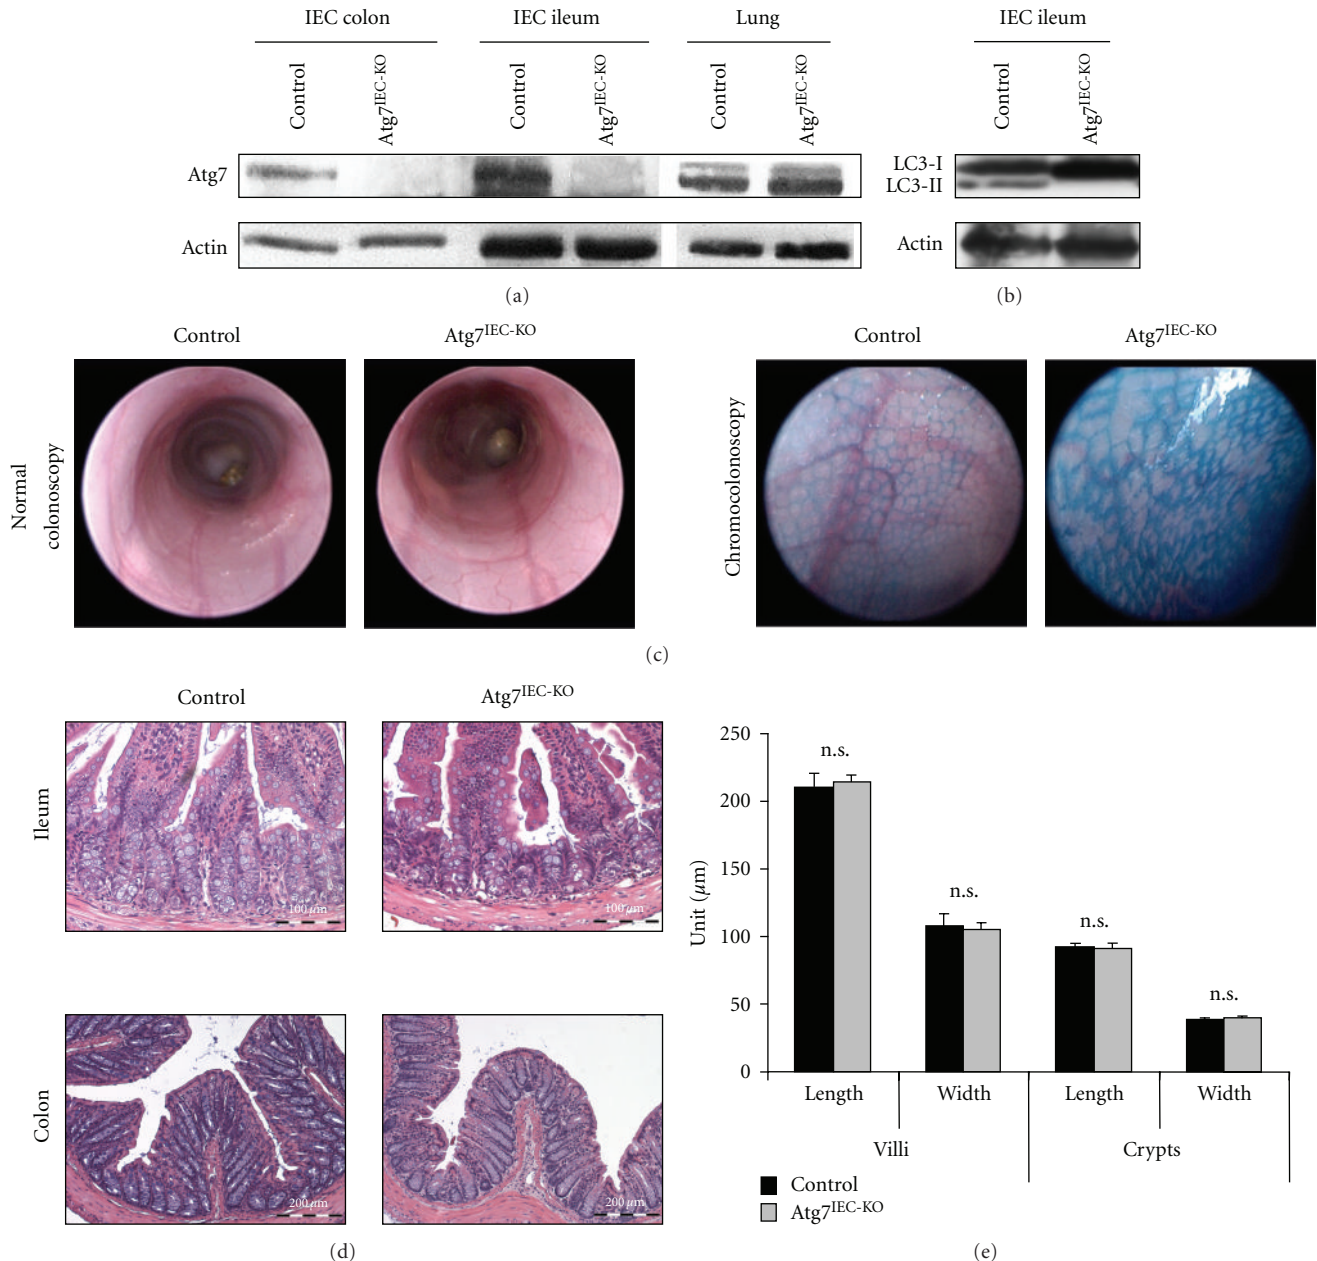 IEC colon IEC ileum Lung IEC ileum
Control Atg7IEC-KO Control Atg7IEC-KO Control Atg7IEC-KO Control Atg7IEC-KO
Atg7
LC3-I
LC3-II
Actin
Actin
(a)
(b)
Control Atg7IEC-KO Control Atg7IEC-KO
Normal
colonoscopy
Chromocolonoscopy
(c)
Control Atg7IEC-KO
Ileum
100 µm
100 µm
Colon
200 µm
200 µm
(d)
250
200
150
100
50
0
Unit (µm)
n.s.
n.s.
n.s.
n.s.
Length Width Length Width
Villi Crypts
Control
Atg7IEC-KO
(e)